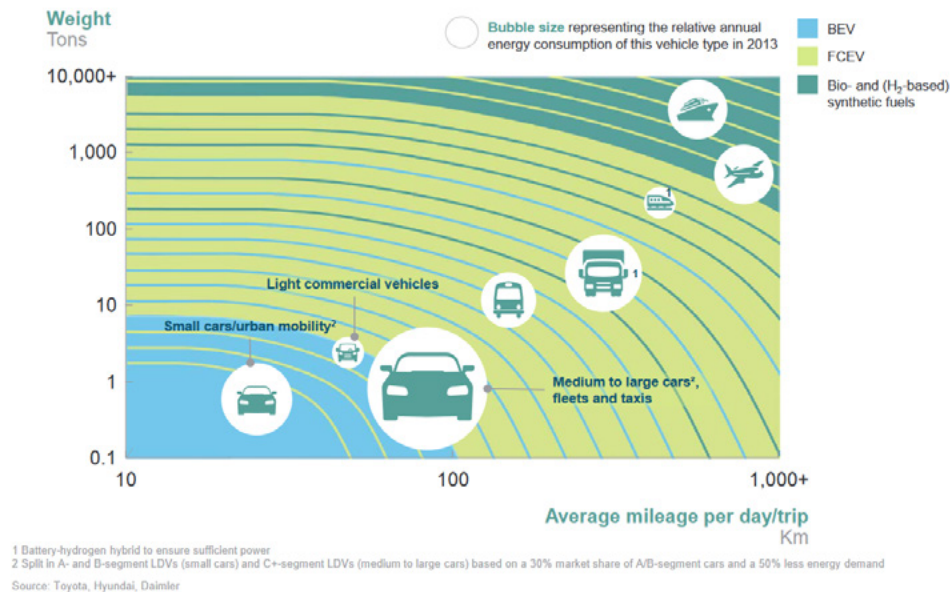 Weight
Tons
Bubble size representing the relative annual
energy consumption of this vehicle type in 2013
BEV
FCEV
Bio- and (H₂-based)
synthetic fuels
10,000+
1,000
100
10
1
0.1
1
1
Light commercial vehicles
Small cars/urban mobility²
Medium to large cars²,
fleets and taxis
10
100
1,000+
Average mileage per day/trip
Km
1 Battery-hydrogen hybrid to ensure sufficient power
2 Split in A- and B-segment LDVs (small cars) and C+-segment LDVs (medium to large cars) based on a 30% market share of A/B-segment cars and a 50% less energy demand
Source: Toyota, Hyundai, Daimler